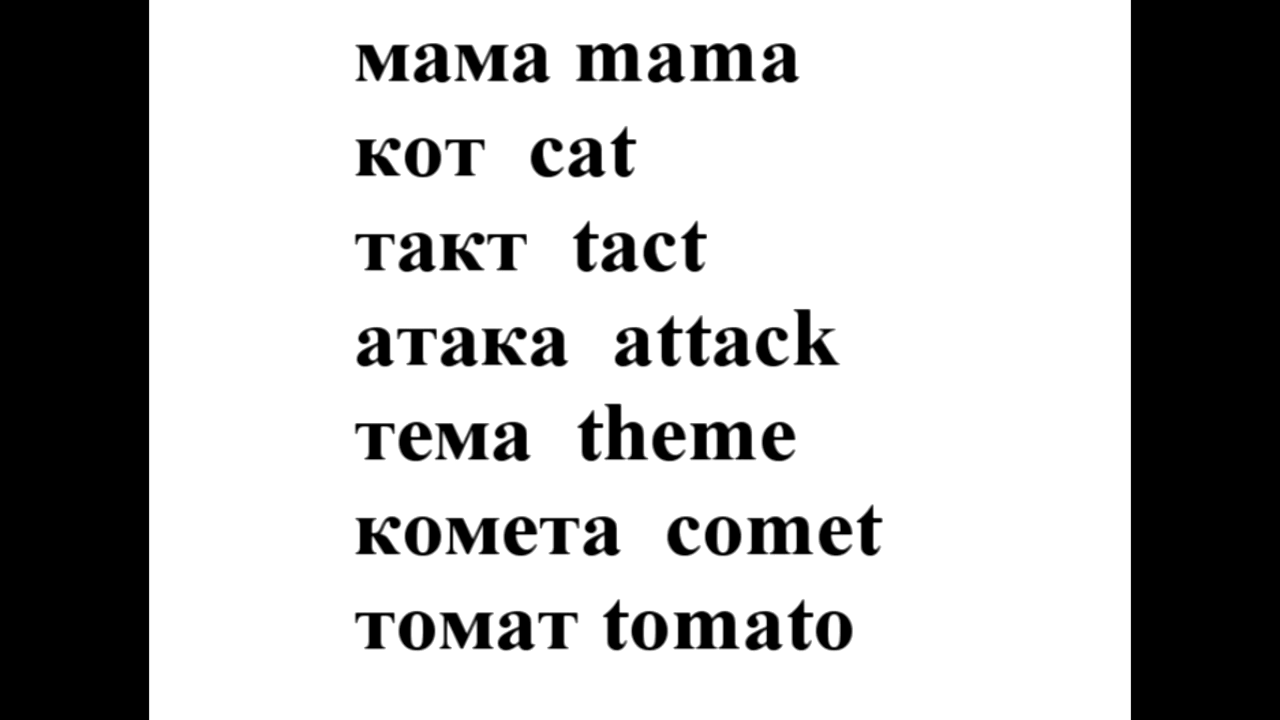 мама mama
кот cat
такт tact
атака attack
тема theme
комета comet
томат tomato